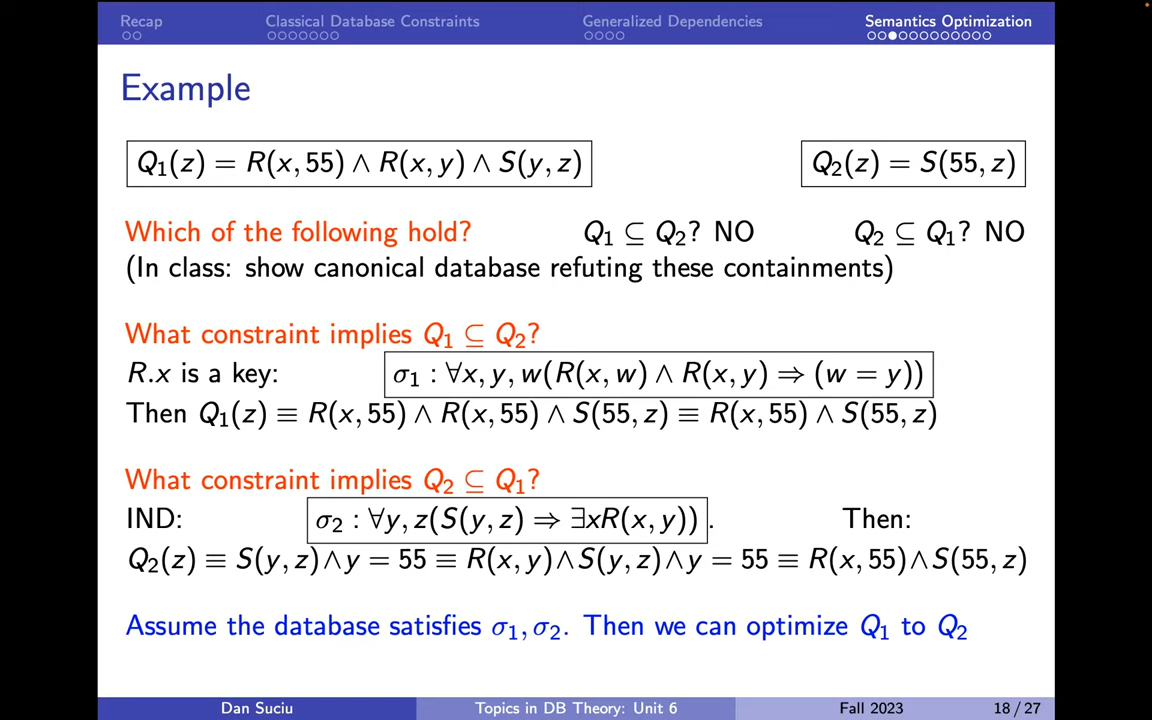 Recap Classical Database Constraints Generalized Dependencies Semantics Optimization
Example
Q₁(z) = R(x, 55) ∧ R(x, y) ∧ S(y, z) Q₂(z) = S(55, z)
Which of the following hold? Q₁ ⊆ Q₂? NO Q₂ ⊆ Q₁? NO
(In class: show canonical database refuting these containments)
What constraint implies Q₁ ⊆ Q₂?
R.x is a key: σ₁ : ∀x, y, w(R(x, w) ∧ R(x, y) ⇒ (w = y))
Then Q₁(z) ≡ R(x, 55) ∧ R(x, 55) ∧ S(55, z) ≡ R(x, 55) ∧ S(55, z)
What constraint implies Q₂ ⊆ Q₁?
IND: σ₂ : ∀y, z(S(y, z) ⇒ ∃xR(x, y)) . Then:
Q₂(z) ≡ S(y, z)∧y = 55 ≡ R(x, y)∧S(y, z)∧y = 55 ≡ R(x, 55)∧S(55, z)
Assume the database satisfies σ₁, σ₂. Then we can optimize Q₁ to Q₂
Dan Suciu Topics in DB Theory: Unit 6 Fall 2023 18 / 27